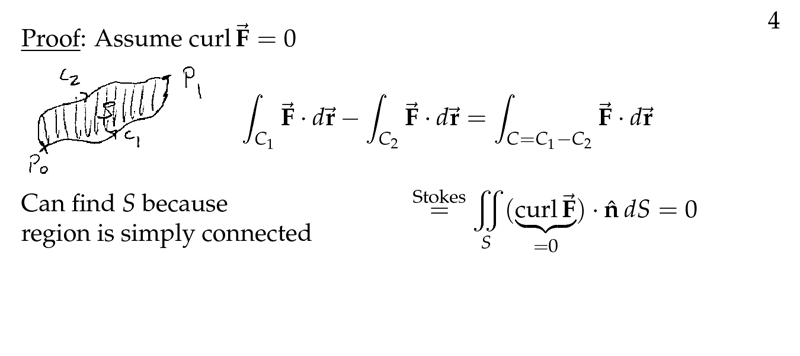 4
Proof: Assume curl F⃗ = 0
C₂
P₁
S
C₁
P₀
∫_{C₁} F⃗ · dr⃗ − ∫_{C₂} F⃗ · dr⃗ = ∫_{C=C₁−C₂} F⃗ · dr⃗
Can find S because
region is simply connected
Stokes
= ∬_S (curl F⃗) · n̂ dS = 0
=0